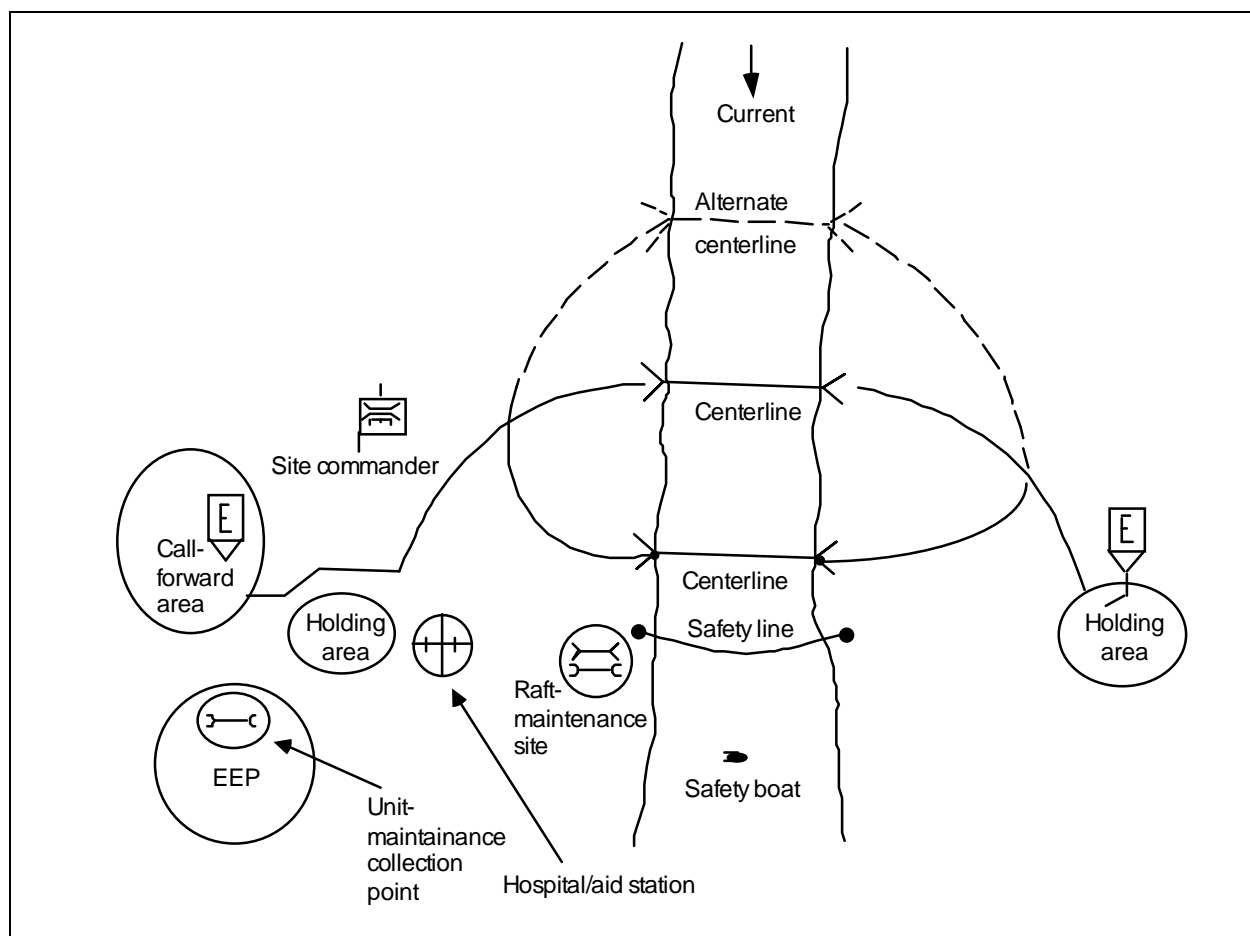 Current
Alternate
centerline
Centerline
Site commander
E
Call-
forward
area
E
Centerline
Holding
area
Safety line
Holding
area
Raft-
maintenance
site
EEP
Safety boat
Unit-
maintainance
collection
point
Hospital/aid station